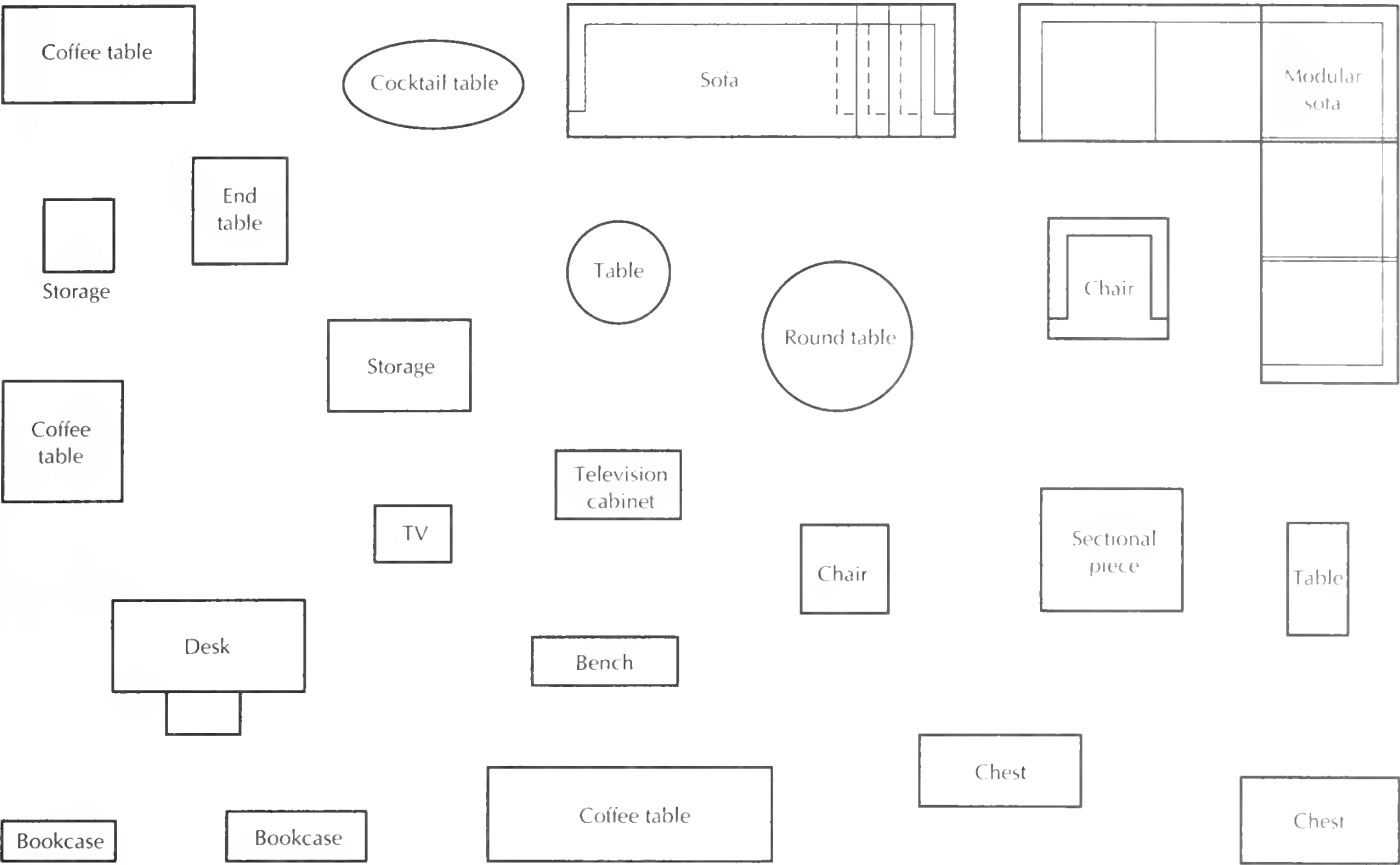 Coffee table
Cocktail table
Sofa
Modular
sofa
End
table
Storage
Table
Chair
Round table
Storage
Coffee
table
Television
cabinet
TV
Chair
Sectional
piece
Table
Desk
Bench
Chest
Coffee table
Chest
Bookcase
Bookcase